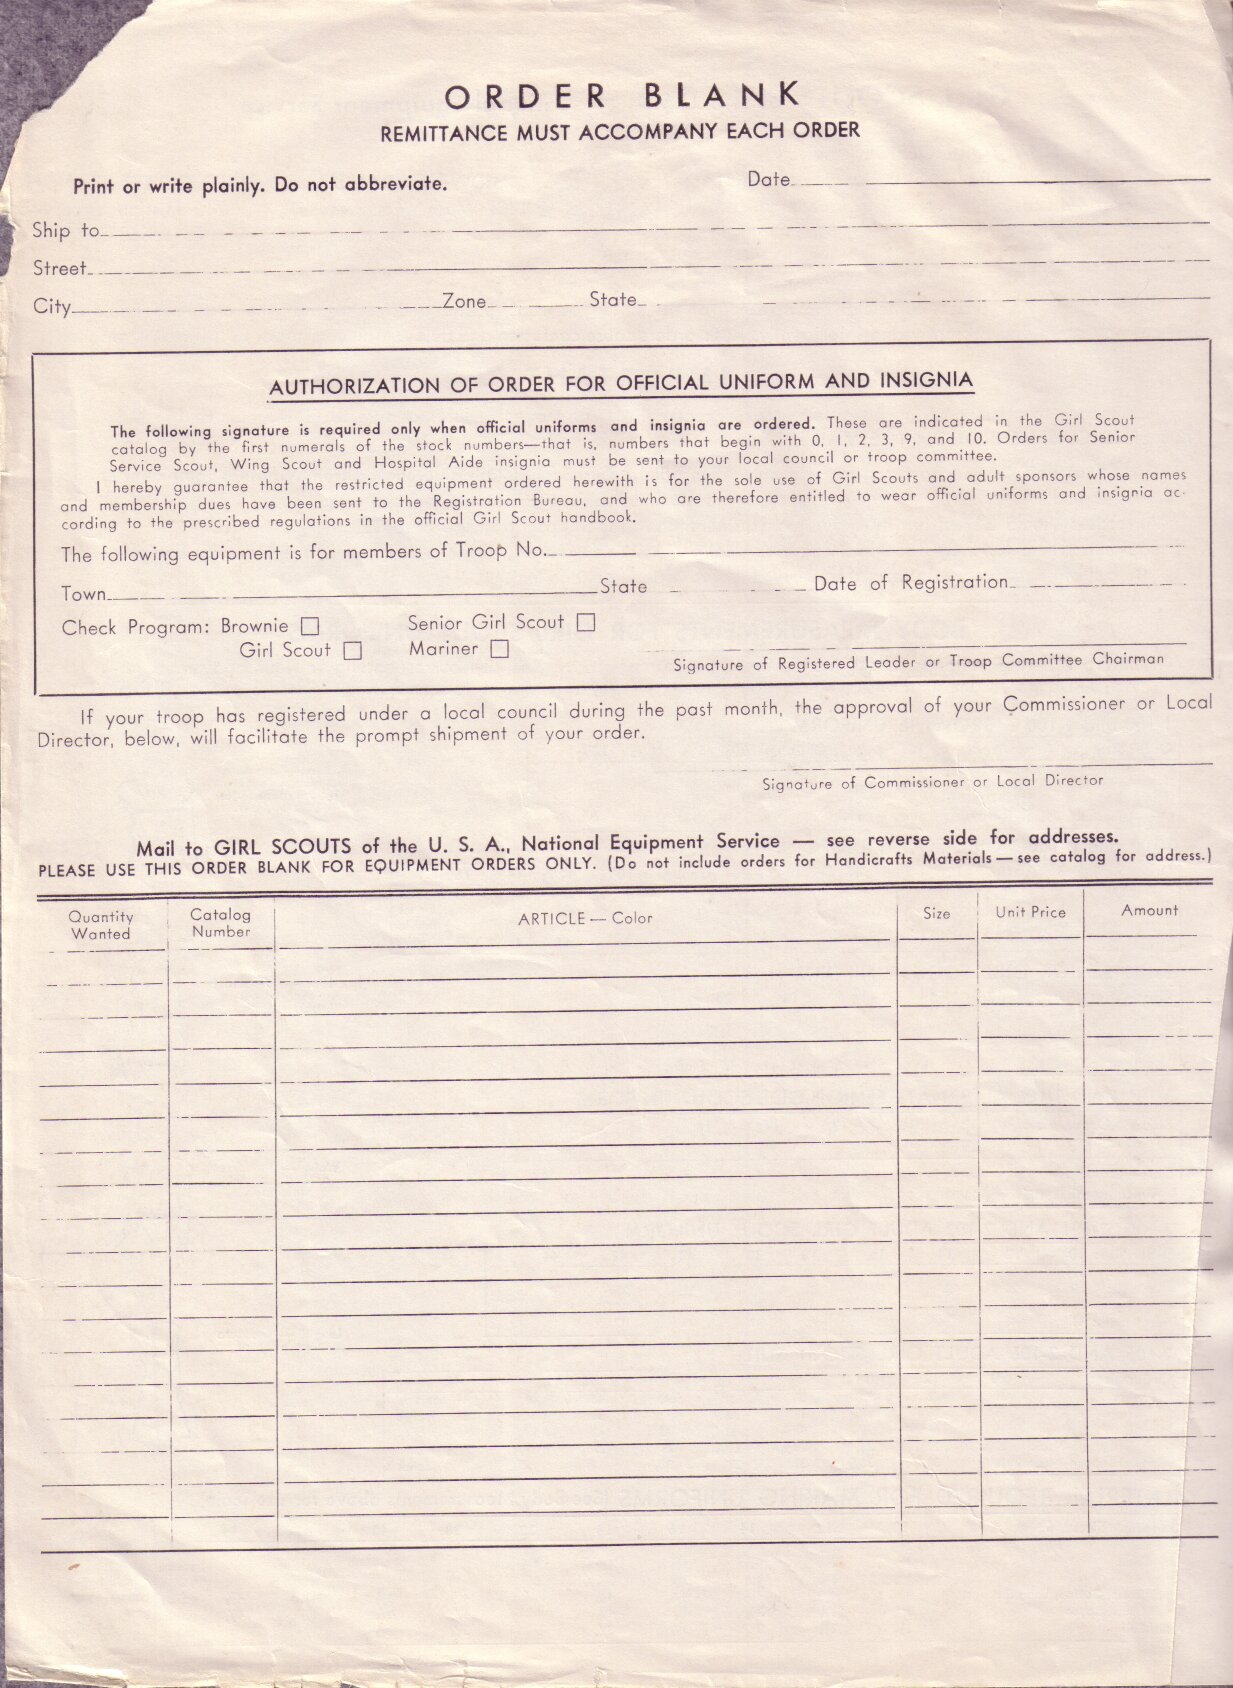 ORDER BLANK
REMITTANCE MUST ACCOMPANY EACH ORDER
Print or write plainly. Do not abbreviate.
Date
Ship to
Street
City Zone State
AUTHORIZATION OF ORDER FOR OFFICIAL UNIFORM AND INSIGNIA
The following signature is required only when official uniforms and insignia are ordered. These are indicated in the Girl Scout
catalog by the first numerals of the stock numbers—that is, numbers that begin with 0, 1, 2, 3, 9, and 10. Orders for Senior
Service Scout, Wing Scout and Hospital Aide insignia must be sent to your local council or troop committee.
I hereby guarantee that the restricted equipment ordered herewith is for the sole use of Girl Scouts and adult sponsors whose names
and membership dues have been sent to the Registration Bureau, and who are therefore entitled to wear official uniforms and insignia ac-
cording to the prescribed regulations in the official Girl Scout handbook.
The following equipment is for members of Troop No.
Town State Date of Registration
Check Program: Brownie □ Senior Girl Scout □
Girl Scout □ Mariner □
Signature of Registered Leader or Troop Committee Chairman
If your troop has registered under a local council during the past month, the approval of your Commissioner or Local
Director, below, will facilitate the prompt shipment of your order.
Signature of Commissioner or Local Director
Mail to GIRL SCOUTS of the U. S. A., National Equipment Service — see reverse side for addresses.
PLEASE USE THIS ORDER BLANK FOR EQUIPMENT ORDERS ONLY. (Do not include orders for Handicrafts Materials — see catalog for address.)
Quantity Catalog ARTICLE — Color Size Unit Price Amount
Wanted Number